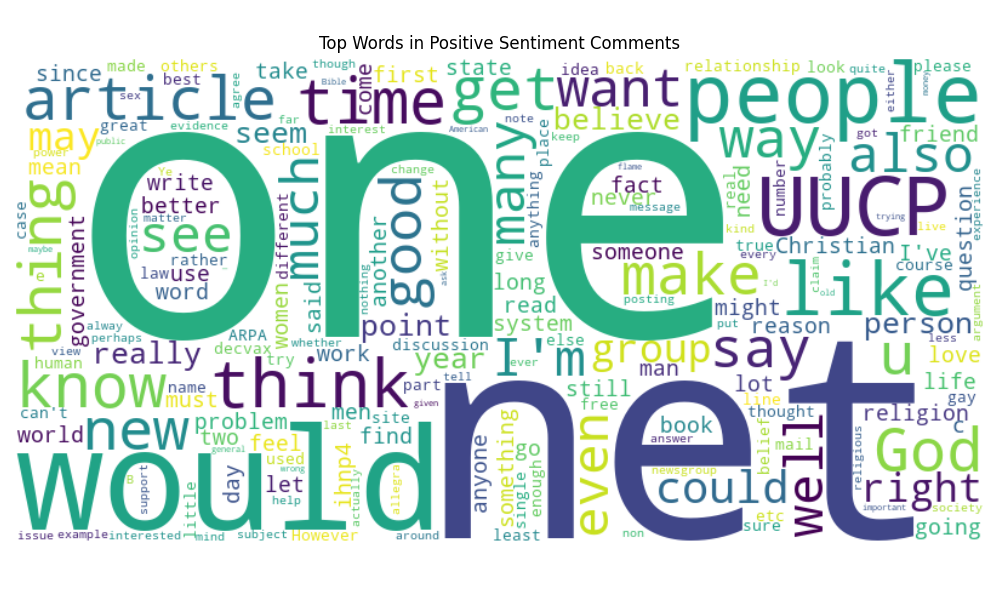 Top Words in Positive Sentiment Comments
since
made
others
best
sex
agree
take
though
Bible
come
first
state
get
want
idea
back
relationship
look
quite
either
please
money
article
time
people
may
great
evidence
far
interest
American
note
keep
believe
way
got
friend
also
power
public
mean
seem
school
change
many
place
anything
never
fact
flame
message
need
real
kind
number
probably
UUCP
trying
live
experience
question
case
thing
maybe
e
government
one
Ye
write
better
matter
opinion
see
rather
law
use
word
different
women
much
said
nothing
another
good
without
ask
give
long
read
system
someone
make
posting
true
every
Christian
I've
course
claim
old
I'd
like
might
put
reason
person
less
argument
alway
perhaps
view
human
really
ARPA
decvax
whether
try
work
point
discussion
year
I'm
ever
else
group
man
say
u
love
gay
life
know
name
must
think
part
given
tell
still
free
lot
line
thought
religion
c
can't
world
new
problem
two
general
feel
used
wrong
help
men
last
site
find
ihnp4
actually
allegra
anyone
something
go
single
enough
even
book
answer
newsgroup
could
belief
mail
etc
sure
well
religious
God
right
important
society
going
would
net
B
support
little
day
let
issue
example
interested
mind
subject
However
around
least
non